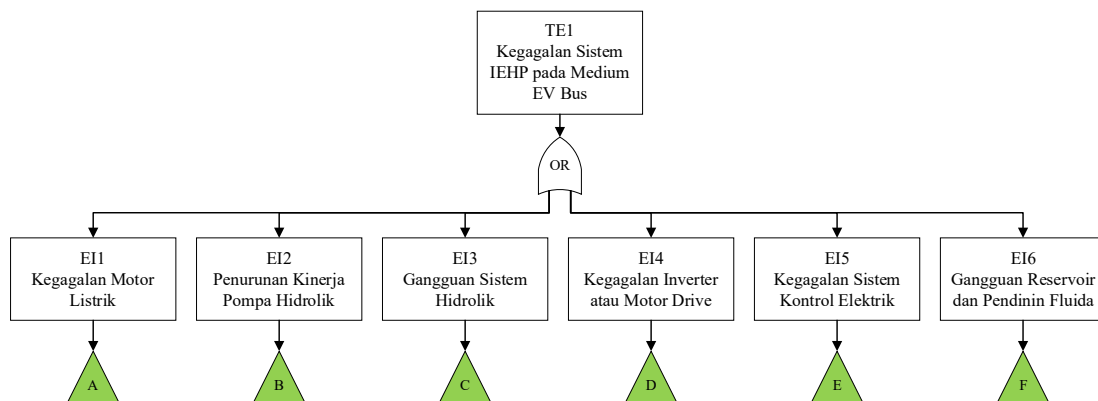 TE1
Kegagalan Sistem
IEHP pada Medium
EV Bus
OR
EI1
Kegagalan Motor
Listrik
EI2
Penurunan Kinerja
Pompa Hidrolik
EI3
Gangguan Sistem
Hidrolik
EI4
Kegagalan Inverter
atau Motor Drive
EI5
Kegagalan Sistem
Kontrol Elektrik
EI6
Gangguan Reservoir
dan Pendinin Fluida
A
B
C
D
E
F